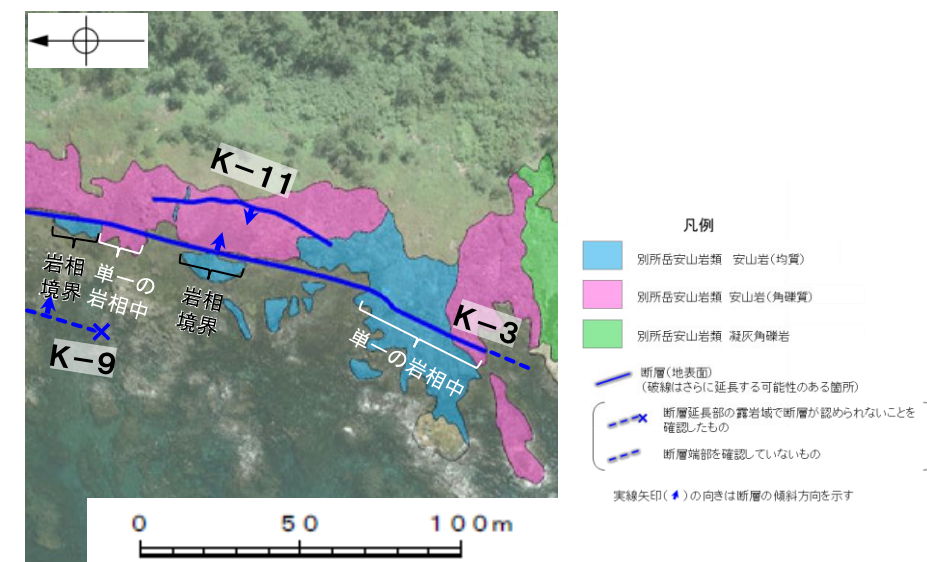 K－11
岩相
境界
単一の
岩相中
岩相
境界
K－9
K－3
単一の岩相中
0 50 100m
凡例
別所岳安山岩類 安山岩(均質)
別所岳安山岩類 安山岩(角礫質)
別所岳安山岩類 凝灰角礫岩
断層(地表面)
(破線はさらに延長する可能性のある箇所)
断層延長部の露岩域で断層が認められないことを
確認したもの
断層端部を確認していないもの
実線矢印( )の向きは断層の傾斜方向を示す